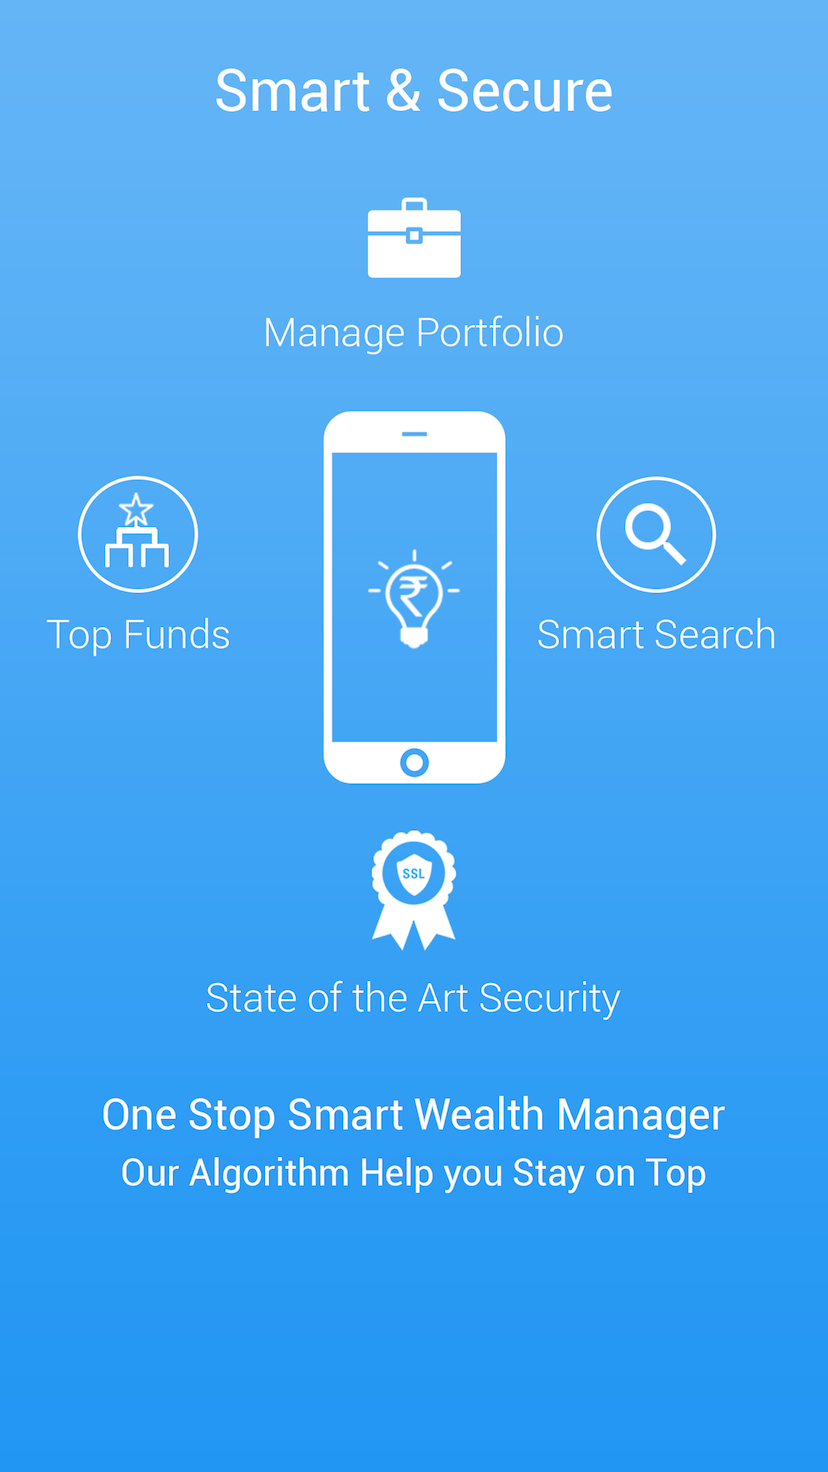 Smart & Secure
Manage Portfolio
₹
Top Funds
Smart Search
SSL
State of the Art Security
One Stop Smart Wealth Manager
Our Algorithm Help you Stay on Top